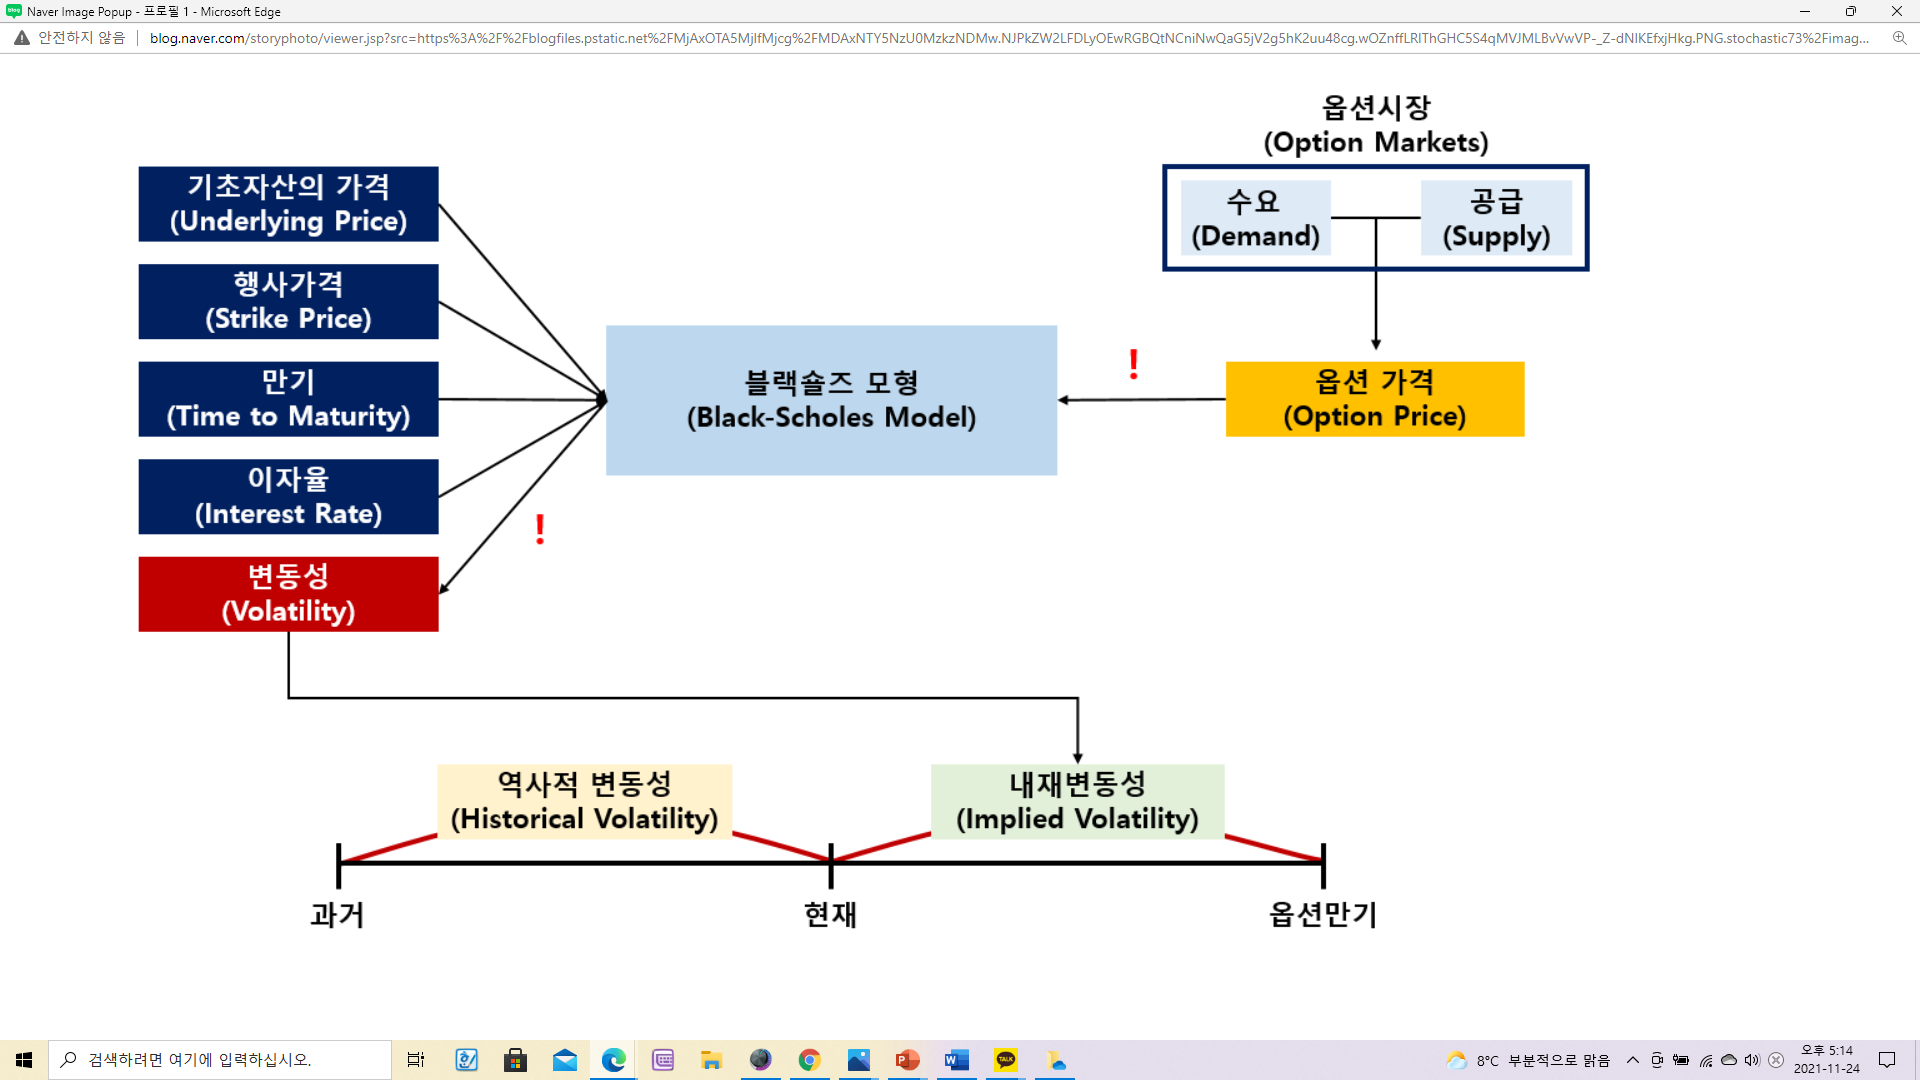 Naver Image Popup - 프로필 1 - Microsoft Edge
안전하지 않음
옵션시장
(Option Markets)
기초자산의 가격
(Underlying Price)
수요
(Demand)
공급
(Supply)
행사가격
(Strike Price)
만기
(Time to Maturity)
블랙숄즈 모형
(Black-Scholes Model)
!
옵션 가격
(Option Price)
이자율
(Interest Rate)
!
변동성
(Volatility)
역사적 변동성
(Historical Volatility)
내재변동성
(Implied Volatility)
과거
현재
옵션만기
검색하려면 여기에 입력하십시오.
TALK
8°C 부분적으로 맑음
오후 5:14
2021-11-24